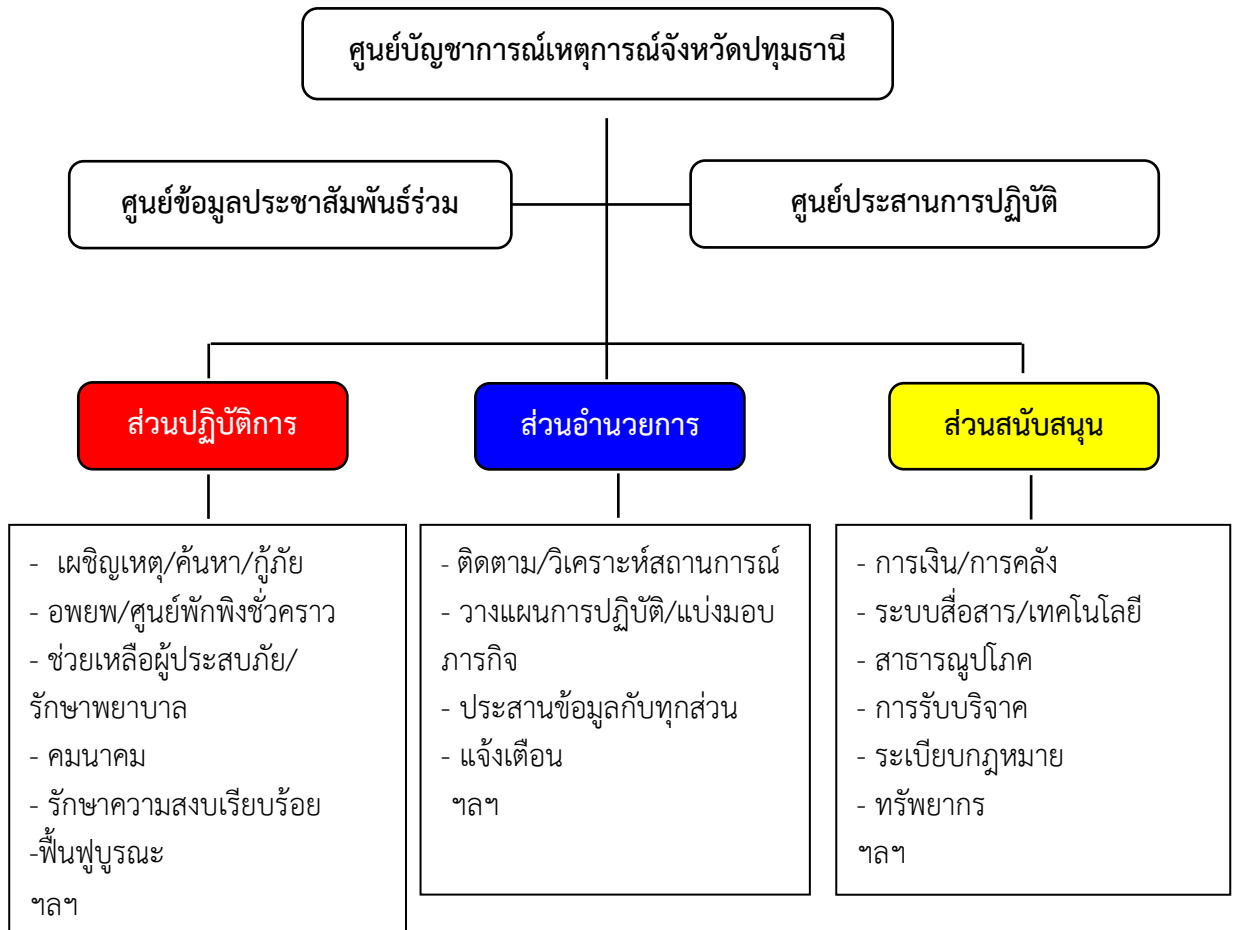 ศูนย์บัญชาการณ์เหตุการณ์จังหวัดปทุมธานี
ศูนย์ข้อมูลประชาสัมพันธ์ร่วม
ศูนย์ประสานการปฏิบัติ
ส่วนปฏิบัติการ
ส่วนอำนวยการ
ส่วนสนับสนุน
- เผชิญเหตุ/ค้นหา/กู้ภัย
- อพยพ/ศูนย์พักพิงชั่วคราว
- ช่วยเหลือผู้ประสบภัย/
รักษาพยาบาล
- คมนาคม
- รักษาความสงบเรียบร้อย
-ฟื้นฟูบูรณะ
ฯลฯ
- ติดตาม/วิเคราะห์สถานการณ์
- วางแผนการปฏิบัติ/แบ่งมอบ
ภารกิจ
- ประสานข้อมูลกับทุกส่วน
- แจ้งเตือน
ฯลฯ
- การเงิน/การคลัง
- ระบบสื่อสาร/เทคโนโลยี
- สาธารณูปโภค
- การรับบริจาค
- ระเบียบกฎหมาย
- ทรัพยากร
ฯลฯ